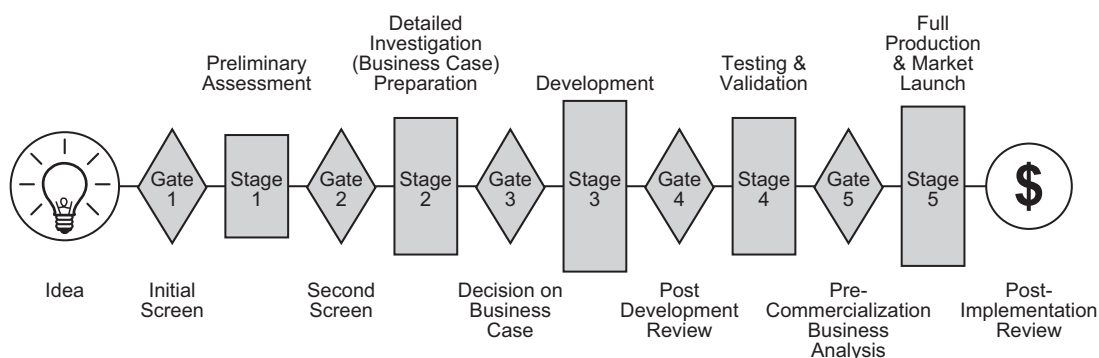 Preliminary
Assessment
Detailed
Investigation
(Business Case)
Preparation
Development
Testing &
Validation
Full
Production
& Market
Launch
Gate
1
Stage
1
Gate
2
Stage
2
Gate
3
Stage
3
Gate
4
Stage
4
Gate
5
Stage
5
$
Idea
Initial
Screen
Second
Screen
Decision on
Business
Case
Post
Development
Review
Pre-
Commercialization
Business
Analysis
Post-
Implementation
Review